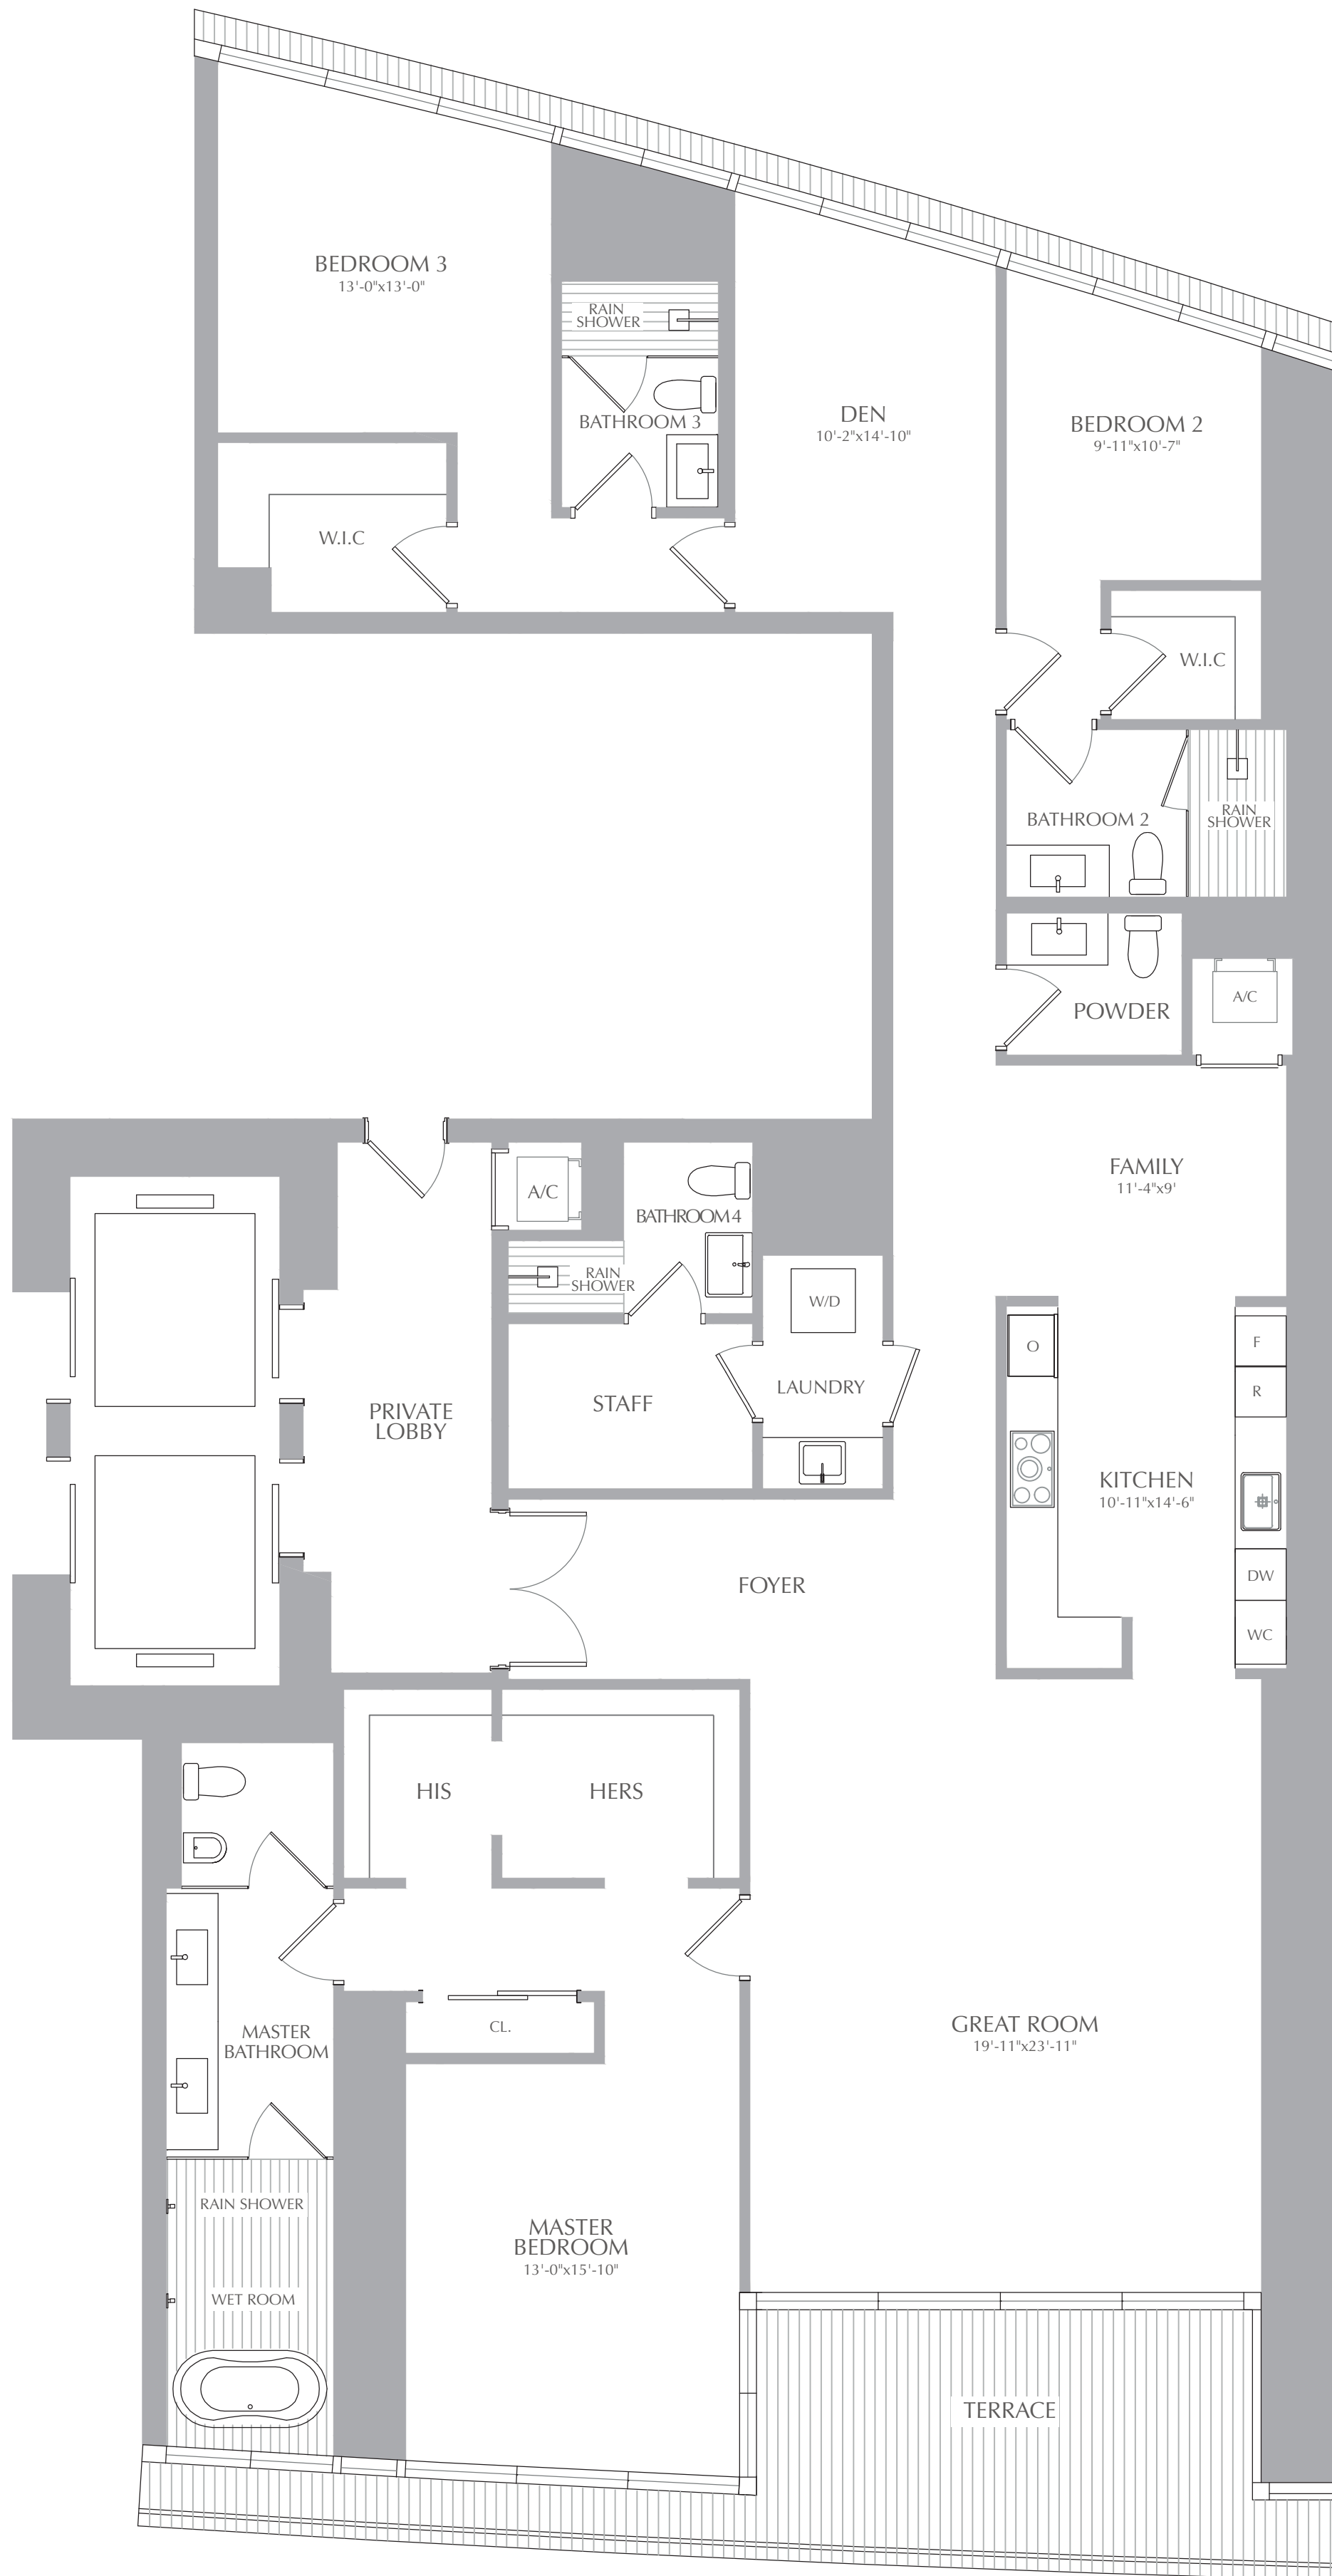 BEDROOM 3
13'-0"x13'-0"
RAIN
SHOWER
BATHROOM 3
DEN
10'-2"x14'-10"
BEDROOM 2
9'-11"x10'-7"
W.I.C
W.I.C
BATHROOM 2
RAIN
SHOWER
POWDER
A/C
FAMILY
11'-4"x9'
A/C
BATHROOM 4
RAIN
SHOWER
W/D
LAUNDRY
STAFF
PRIVATE
LOBBY
O
F
R
KITCHEN
10'-11"x14'-6"
DW
WC
FOYER
HIS
HERS
CL.
MASTER
BATHROOM
GREAT ROOM
19'-11"x23'-11"
RAIN SHOWER
WET ROOM
MASTER
BEDROOM
13'-0"x15'-10"
TERRACE